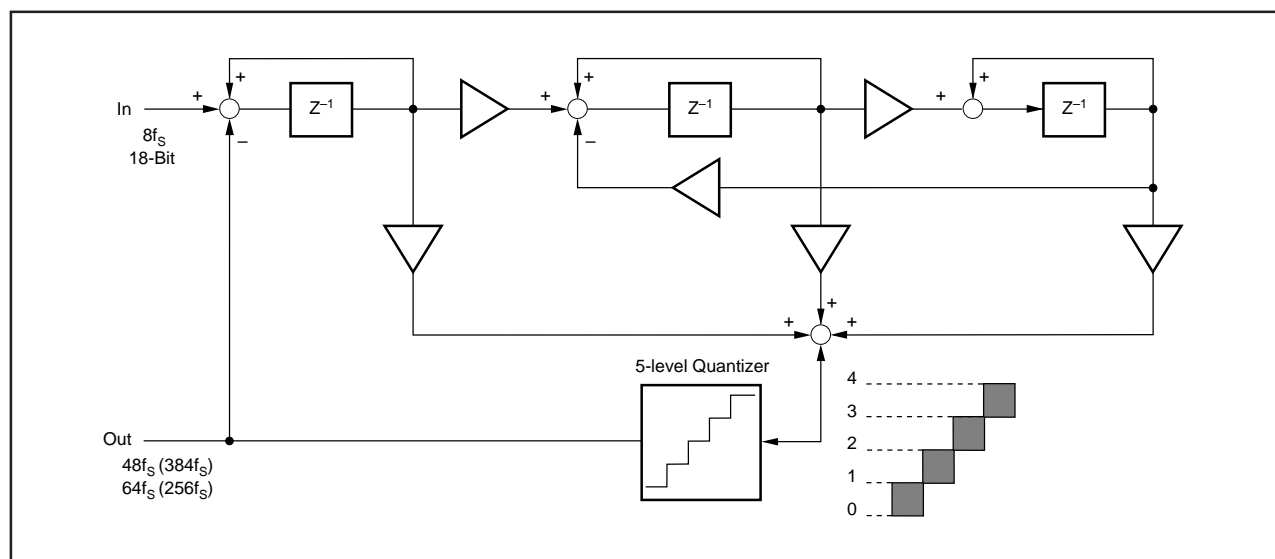 + + +
In + Z⁻¹ + Z⁻¹ + Z⁻¹
8fS
18-Bit
− −
+
+ +
5-level Quantizer
4
3
Out 2
48fS (384fS) 1
64fS (256fS) 0